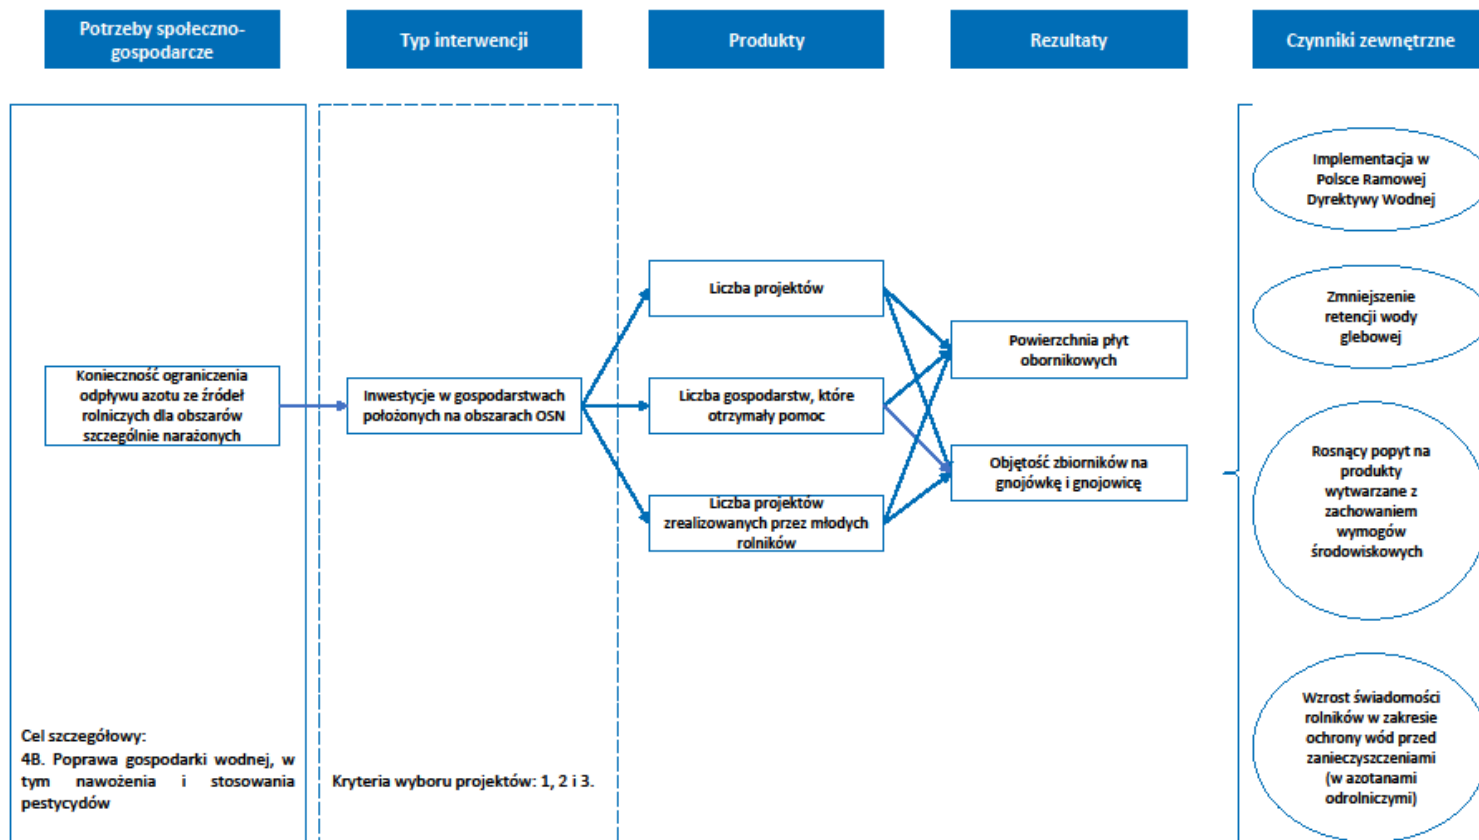 Potrzeby społeczno-
gospodarcze
Typ interwencji
Produkty
Rezultaty
Czynniki zewnętrzne
Konieczność ograniczenia
odpływu azotu ze źródeł
rolniczych dla obszarów
szczególnie narażonych
Cel szczegółowy:
4B. Poprawa gospodarki wodnej, w
tym nawożenia i stosowania
pestycydów
Inwestycje w gospodarstwach
położonych na obszarach OSN
Kryteria wyboru projektów: 1, 2 i 3.
Liczba projektów
Liczba gospodarstw, które
otrzymały pomoc
Liczba projektów
zrealizowanych przez młodych
rolników
Powierzchnia płyt
obornikowych
Objętość zbiorników na
gnojówkę i gnojowicę
Implementacja w
Polsce Ramowej
Dyrektywy Wodnej
Zmniejszenie
retencji wody
glebowej
Rosnący popyt na
produkty
wytwarzane z
zachowaniem
wymogów
środowiskowych
Wzrost świadomości
rolników w zakresie
ochrony wód przed
zanieczyszczeniami
(w azotanami
odrolniczymi)